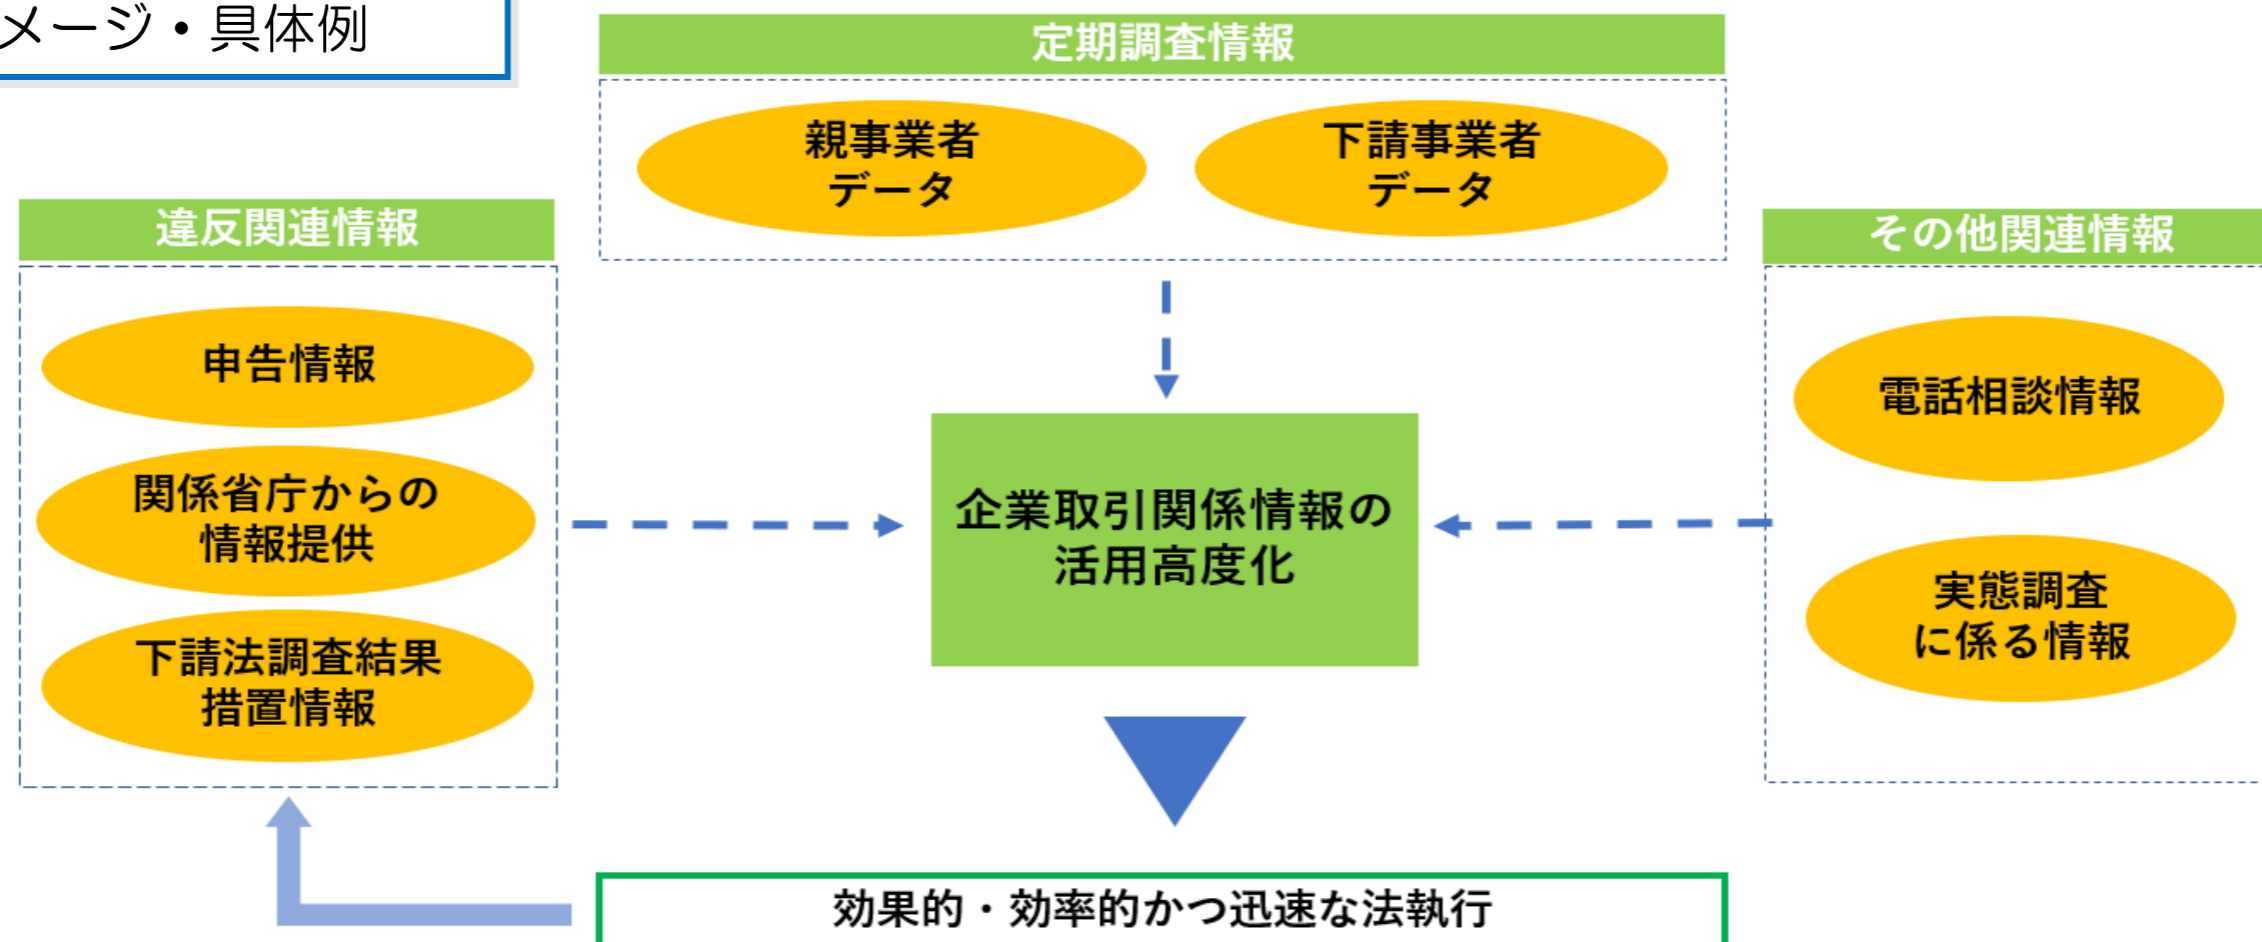 メージ・具体例
定期調査情報
親事業者
データ
下請事業者
データ
違反関連情報
申告情報
関係省庁からの
情報提供
下請法調査結果
措置情報
その他関連情報
電話相談情報
実態調査
に係る情報
企業取引関係情報の
活用高度化
効果的・効率的かつ迅速な法執行